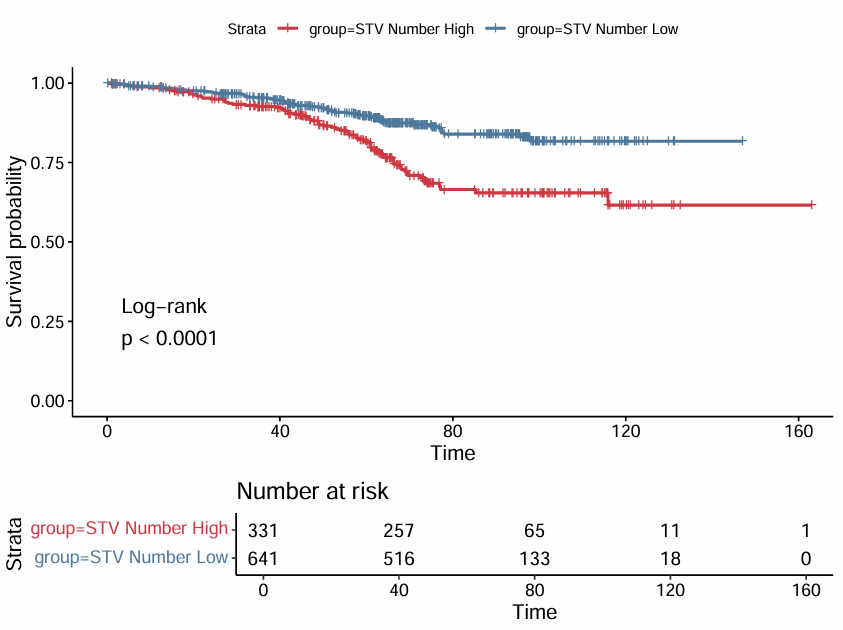 Strata group=STV Number High group=STV Number Low
Survival probability
1.00
0.75
0.50
0.25
0.00
Log−rank
p < 0.0001
0 40 80 120 160
Time
Number at risk
Strata
group=STV Number High 331 257 65 11 1
group=STV Number Low 641 516 133 18 0
0 40 80 120 160
Time